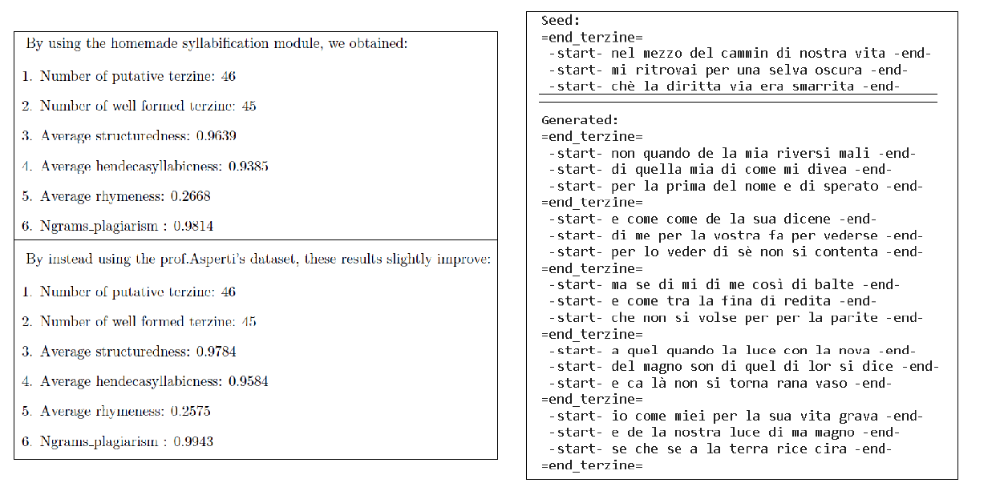 By using the homemade syllabification module, we obtained:
1. Number of putative terzine: 46
2. Number of well formed terzine: 45
3. Average structuredness: 0.9639
4. Average hendecasyllabicness: 0.9385
5. Average rhymeness: 0.2668
6. Ngrams_plagiarism : 0.9814
By instead using the prof.Asperti's dataset, these results slightly improve:
1. Number of putative terzine: 46
2. Number of well formed terzine: 45
3. Average structuredness: 0.9784
4. Average hendecasyllabicness: 0.9584
5. Average rhymeness: 0.2575
6. Ngrams_plagiarism : 0.9943
Seed:
=end_terzine=
-start- nel mezzo del cammin di nostra vita -end-
-start- mi ritrovai per una selva oscura -end-
-start- chè la diritta via era smarrita -end-
Generated:
=end_terzine=
-start- non quando de la mia riversi mali -end-
-start- di quella mia di come mi divea -end-
-start- per la prima del nome e di sperato -end-
=end_terzine=
-start- e come come de la sua dicene -end-
-start- di me per la vostra fa per vederse -end-
-start- per lo veder di sè non si contenta -end-
=end_terzine=
-start- ma se di mi di me così di balte -end-
-start- e come tra la fina di redita -end-
-start- che non si volse per per la parite -end-
=end_terzine=
-start- a quel quando la luce con la nova -end-
-start- del magno son di quel di lor si dice -end-
-start- e ca là non si torna rana vaso -end-
=end_terzine=
-start- io come miei per la sua vita grava -end-
-start- e de la nostra luce di ma magno -end-
-start- se che se a la terra rice cira -end-
=end_terzine=